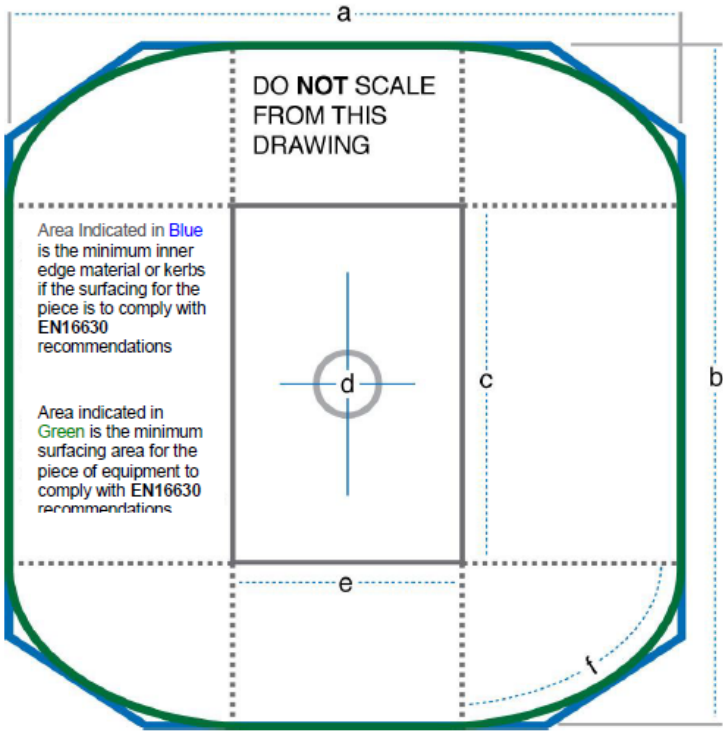 a
DO NOT SCALE
FROM THIS
DRAWING
Area Indicated in Blue
is the minimum inner
edge material or kerbs
if the surfacing for the
piece is to comply with
EN16630
recommendations
d
c
b
Area indicated in
Green is the minimum
surfacing area for the
piece of equipment to
comply with EN16630
recommendations
e
f